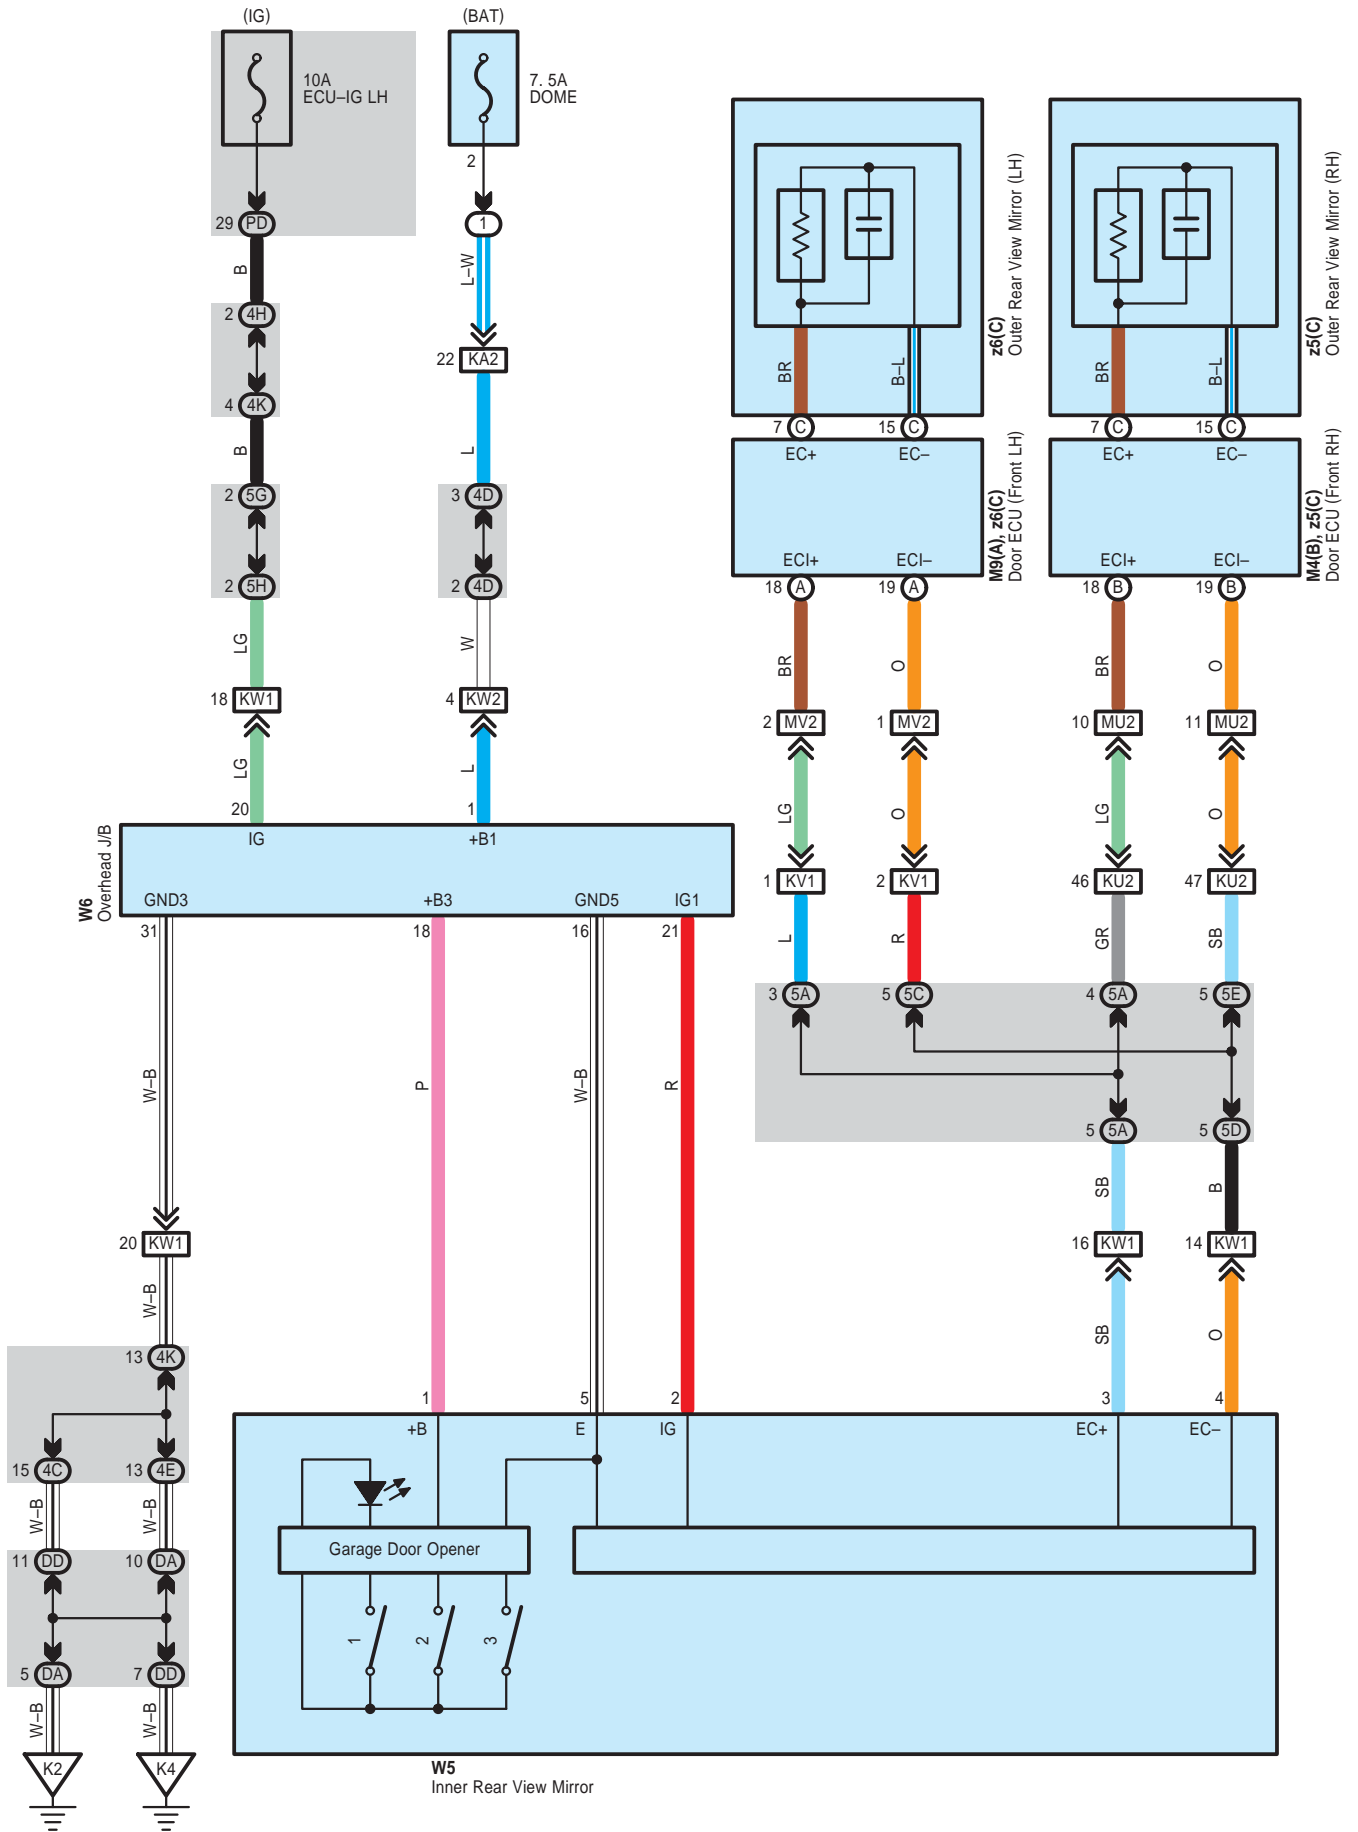 (IG)
(BAT)
10A
ECU–IG LH
7. 5A
DOME
2
29 PD
1
B
L–W
2 4H
22 KA2
4 4K
B
L
2 5G
3 4D
2 5H
2 4D
LG
W
18 KW1
4 KW2
LG
L
20
1
IG
+B1
W6
Overhead J/B
GND3
+B3
GND5
IG1
31
18
16
21
W–B
P
W–B
R
20 KW1
W–B
13 4K
15 4C
13 4E
W–B
W–B
11 DD
10 DA
5 DA
7 DD
W–B
W–B
K2
K4
z6(C)
Outer Rear View Mirror (LH)
z5(C)
Outer Rear View Mirror (RH)
BR
B–L
BR
B–L
7 C
15 C
7 C
15 C
EC+
EC–
EC+
EC–
M9(A), z6(C)
Door ECU (Front LH)
M4(B), z5(C)
Door ECU (Front RH)
ECI+
ECI–
ECI+
ECI–
18 A
19 A
18 B
19 B
BR
O
BR
O
2 MV2
1 MV2
10 MU2
11 MU2
LG
O
LG
O
1 KV1
2 KV1
46 KU2
47 KU2
L
R
GR
SB
3 5A
5 5C
4 5A
5 5E
5 5A
5 5D
SB
B
16 KW1
14 KW1
SB
O
1
5
2
3
4
+B
E
IG
EC+
EC–
Garage Door Opener
1
2
3
W5
Inner Rear View Mirror